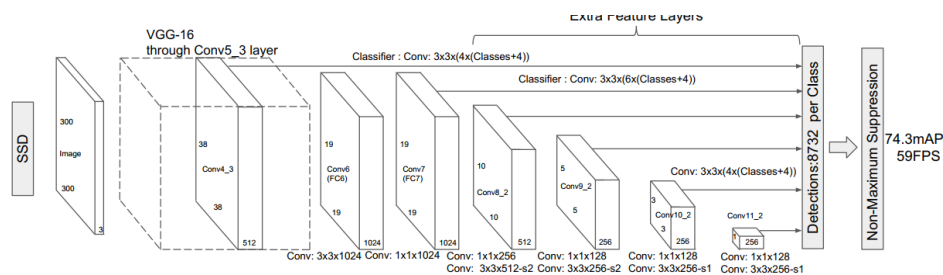 Extra Feature Layers
VGG-16
through Conv5_3 layer
Classifier : Conv: 3x3x(4x(Classes+4))
Classifier : Conv: 3x3x(6x(Classes+4))
SSD
300
Image
300
3
38
Conv4_3
38
512
19
Conv6
(FC6)
19
1024
19
Conv7
(FC7)
19
1024
10
Conv8_2
10
512
5
Conv9_2
5
256
Conv: 3x3x(4x(Classes+4))
3
Conv10_2
3
256
Conv11_2
1
256
Detections:8732 per Class
Non-Maximum Suppression
74.3mAP
59FPS
Conv: 3x3x1024
Conv: 1x1x1024
Conv: 1x1x256
Conv: 3x3x512-s2
Conv: 1x1x128
Conv: 3x3x256-s2
Conv: 1x1x128
Conv: 3x3x256-s1
Conv: 1x1x128
Conv: 3x3x256-s1